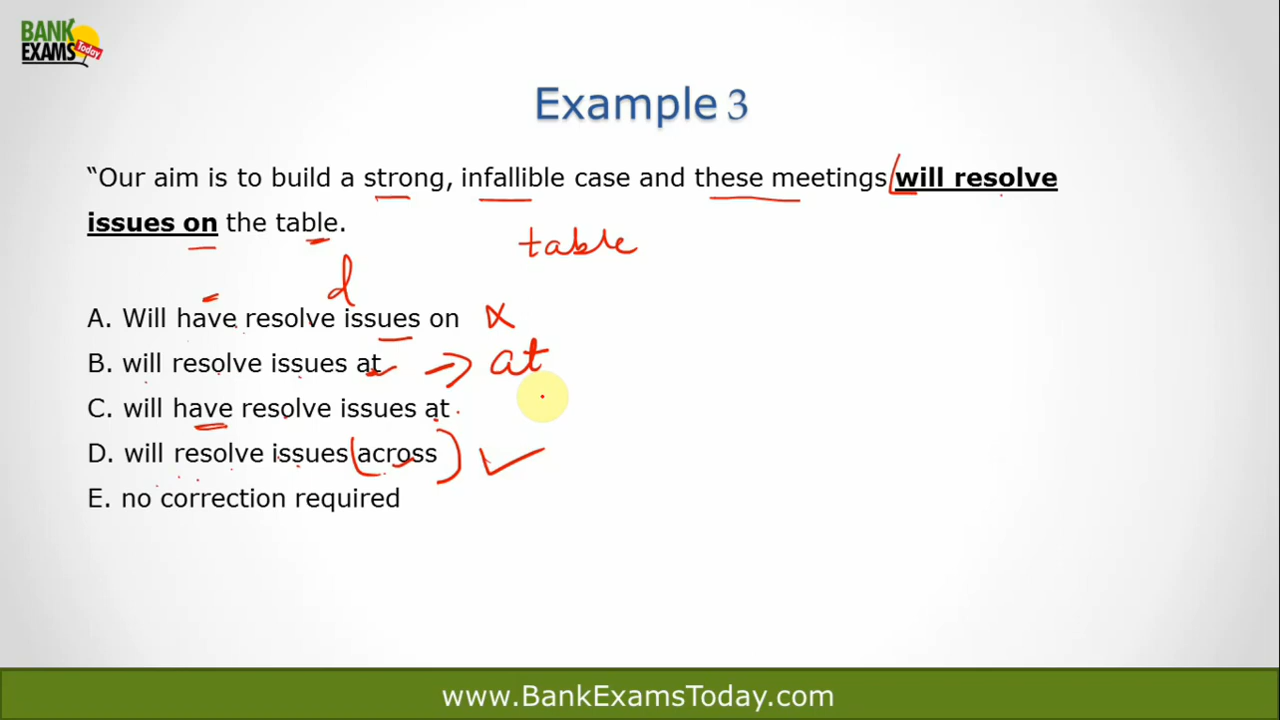 BANK
EXAMS Today
Example 3
“Our aim is to build a strong, infallible case and these meetings will resolve
issues on the table.
table
d
A. Will have resolve issues on x
B. will resolve issues at → at
C. will have resolve issues at
D. will resolve issues (across) ✓
E. no correction required
www.BankExamsToday.com